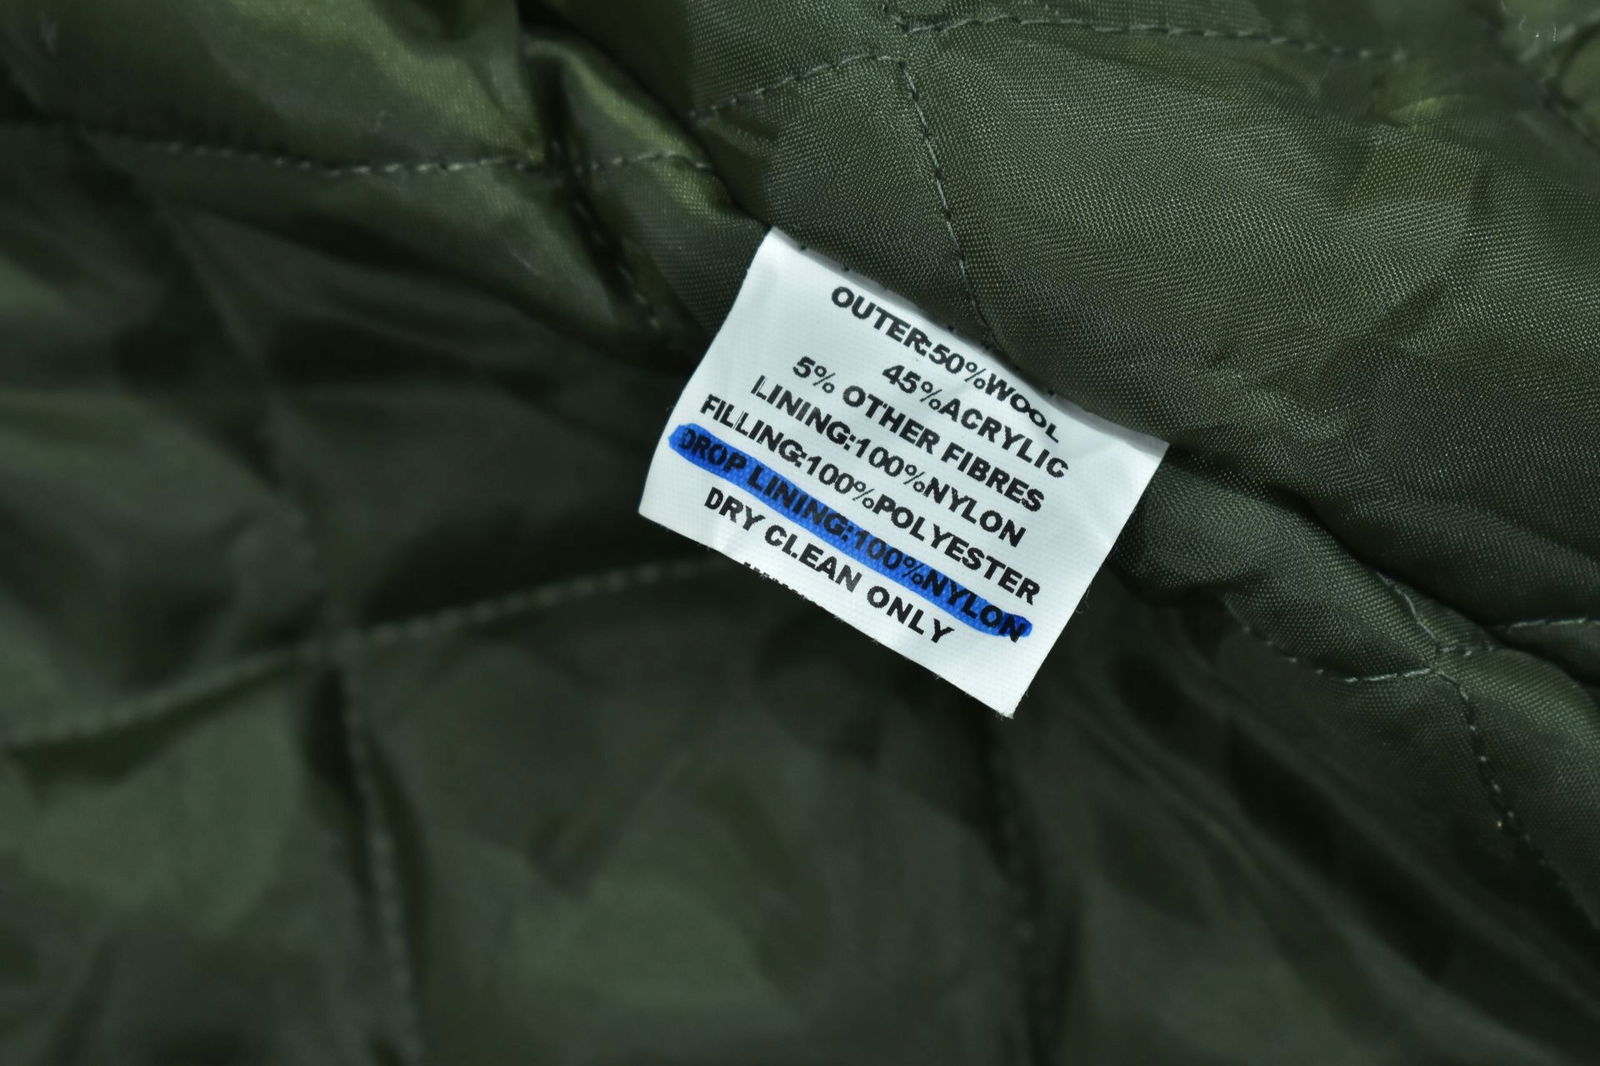 OUTER:50%WOOL
45%ACRYLIC
5% OTHER FIBRES
LINING:100%NYLON
FILLING:100%POLYESTER
DROP LINING:100%NYLON
DRY CLEAN ONLY